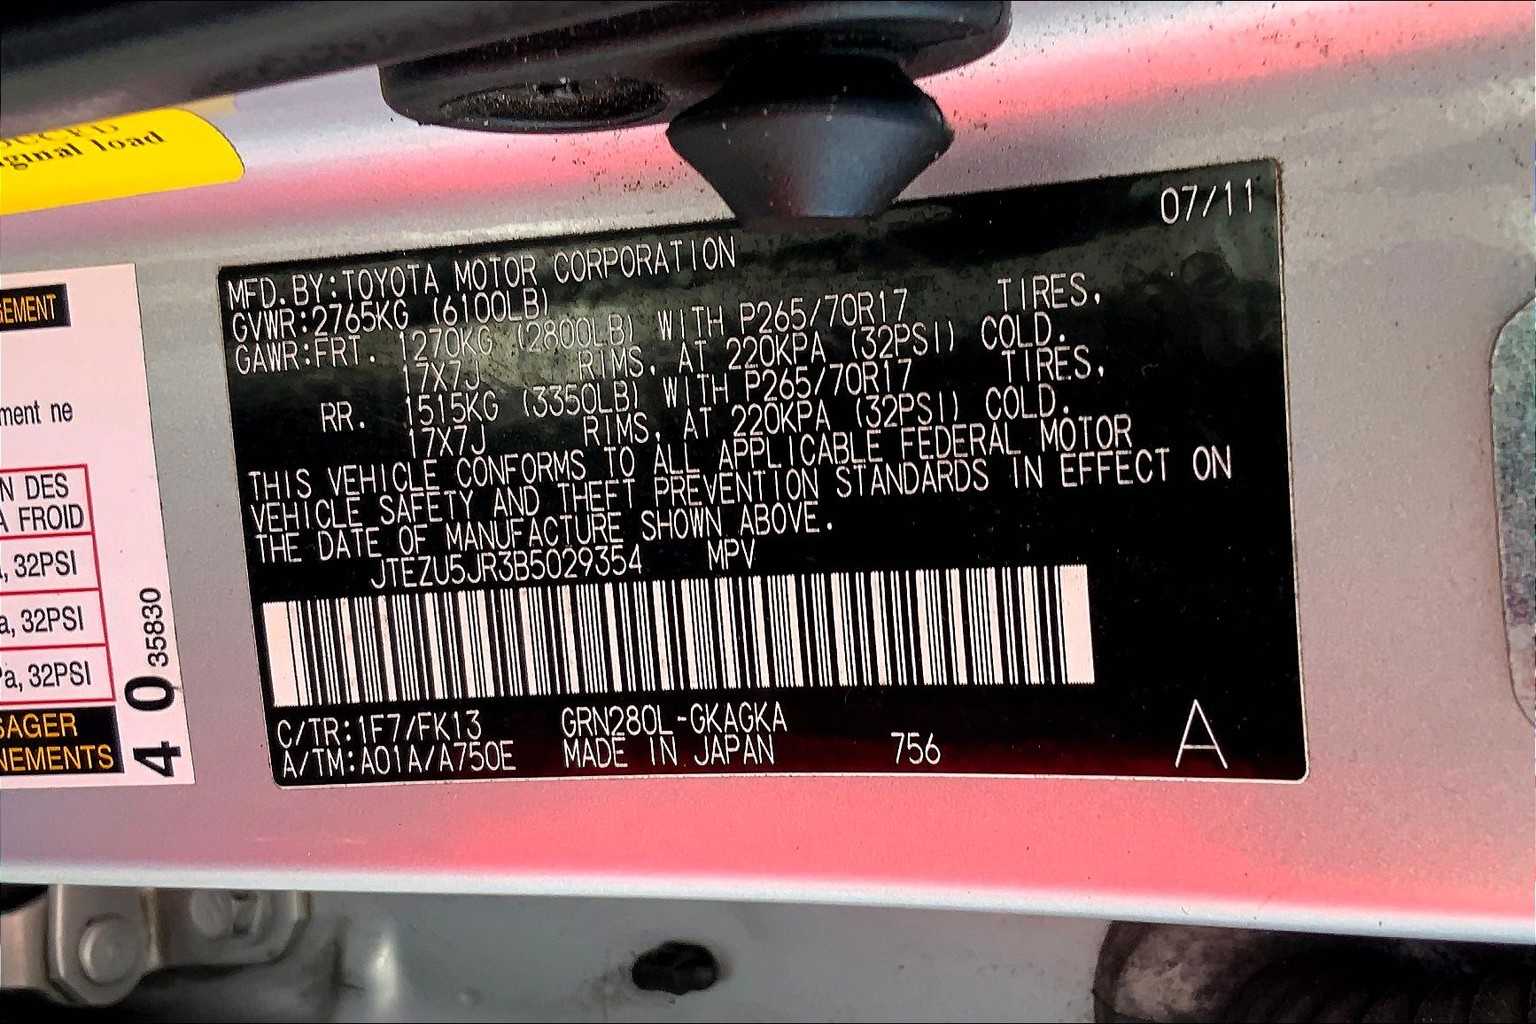 ginal load
07/11
MFD. BY:TOYOTA MOTOR CORPORATION
GVWR:2765KG (6100LB)
GAWR:FRT. 1270KG (2800LB) WITH P265/70R17 TIRES,
17X7J RIMS, AT 220KPA (32PSI) COLD.
RR. 1515KG (3350LB) WITH P265/70R17 TIRES,
17X7J RIMS, AT 220KPA (32PSI) COLD.
THIS VEHICLE CONFORMS TO ALL APPLICABLE FEDERAL MOTOR
VEHICLE SAFETY AND THEFT PREVENTION STANDARDS IN EFFECT ON
THE DATE OF MANUFACTURE SHOWN ABOVE.
JTEZU5JR3B5029354 MPV
C/TR:1F7/FK13 GRN280L-GKAGKA
A/TM:A01A/A750E MADE IN JAPAN 756 A
GEMENT
ment ne
N DES
A FROID
, 32PSI
a, 32PSI
Pa, 32PSI
SAGER
NEMENTS
4 0 35830